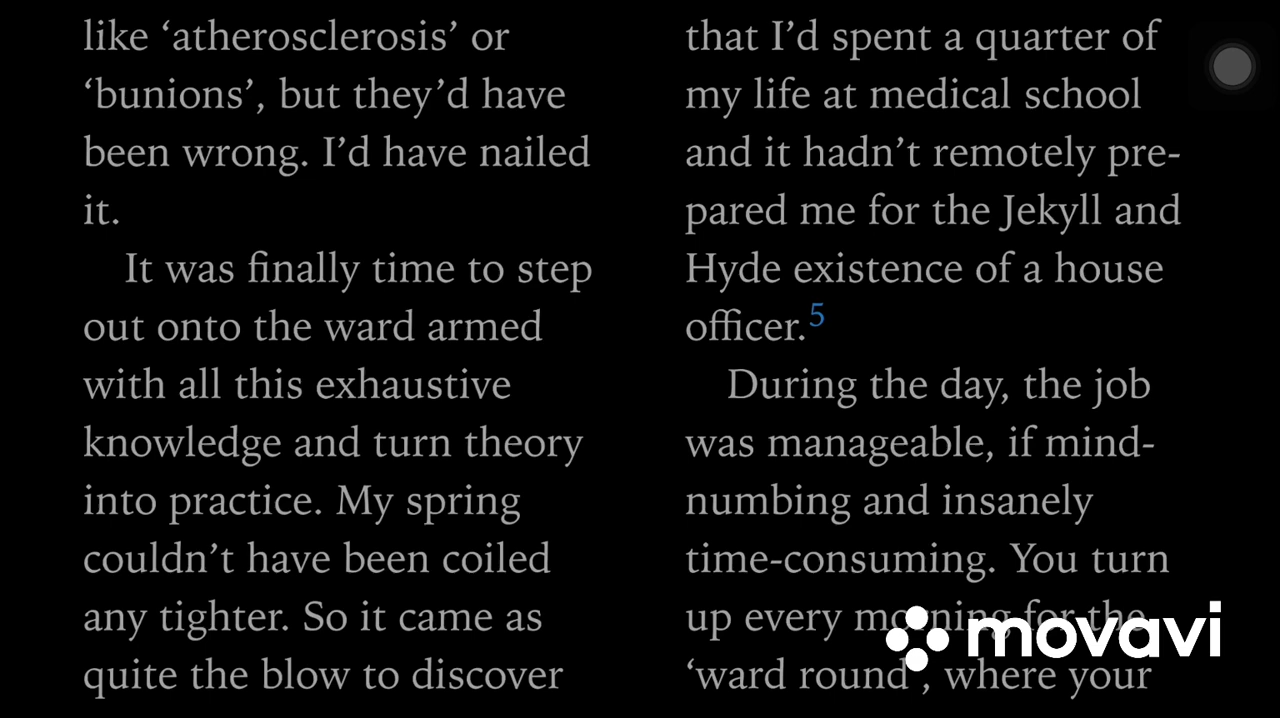 like ‘atherosclerosis’ or
‘bunions’, but they’d have
been wrong. I’d have nailed
it.
It was finally time to step
out onto the ward armed
with all this exhaustive
knowledge and turn theory
into practice. My spring
couldn’t have been coiled
any tighter. So it came as
quite the blow to discover
that I’d spent a quarter of
my life at medical school
and it hadn’t remotely pre-
pared me for the Jekyll and
Hyde existence of a house
officer.5
During the day, the job
was manageable, if mind-
numbing and insanely
time-consuming. You turn
up every morning for the
‘ward round’, where your
movavi